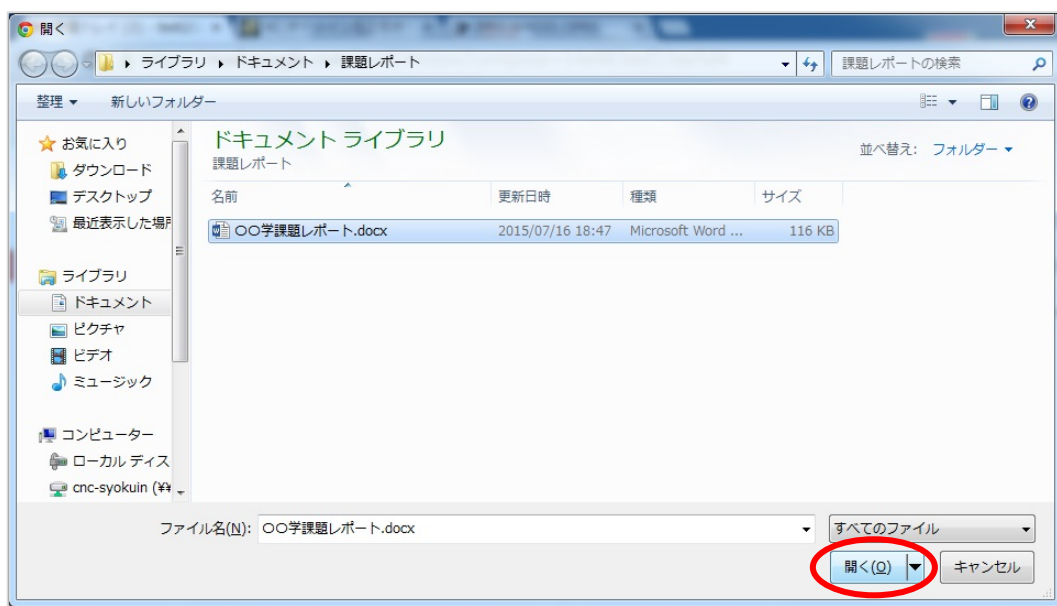 開く
ライブラリ ▸ ドキュメント ▸ 課題レポート
課題レポートの検索
整理 ▼ 新しいフォルダー
お気に入り
ダウンロード
デスクトップ
最近表示した場所
ライブラリ
ドキュメント
ピクチャ
ビデオ
ミュージック
コンピューター
ローカル ディス
cnc-syokuin (¥¥
ドキュメント ライブラリ
課題レポート
並べ替え: フォルダー ▼
名前 更新日時 種類 サイズ
〇〇学課題レポート.docx 2015/07/16 18:47 Microsoft Word ... 116 KB
ファイル名(N): 〇〇学課題レポート.docx
すべてのファイル
開く(O)
キャンセル